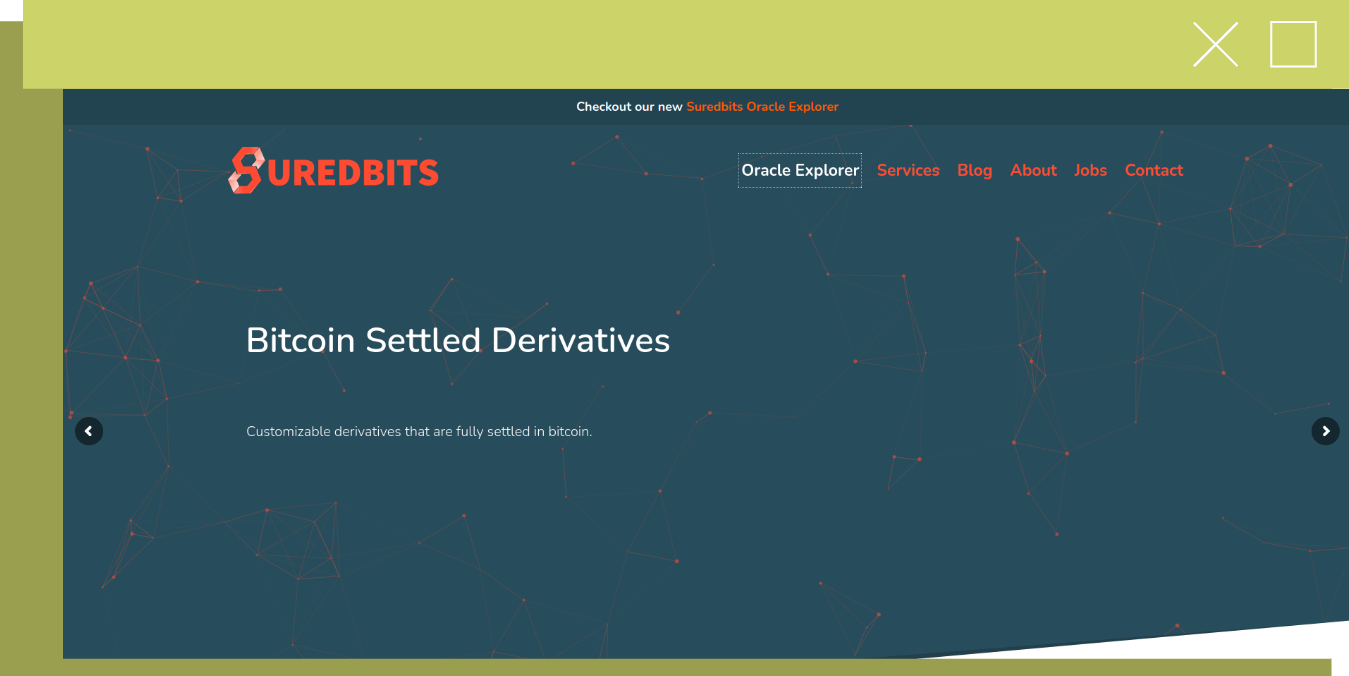 Checkout our new Suredbits Oracle Explorer
SUREDBITS
Oracle Explorer Services Blog About Jobs Contact
Bitcoin Settled Derivatives
Customizable derivatives that are fully settled in bitcoin.